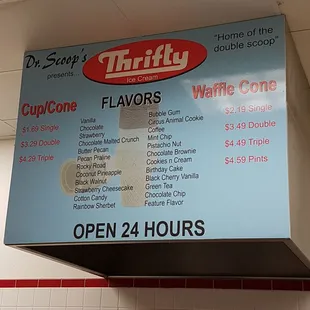 Dr. Scoop's
presents....
Thrifty
Ice Cream
"Home of the
double scoop"
Cup/Cone
$1.69 Single
$3.29 Double
$4.29 Triple
FLAVORS
Vanilla
Chocolate
Strawberry
Chocolate Malted Crunch
Butter Pecan
Pecan Praline
Rocky Road
Coconut Pineapple
Black Walnut
Strawberry Cheesecake
Cotton Candy
Rainbow Sherbet
Bubble Gum
Circus Animal Cookie
Coffee
Mint Chip
Pistachio Nut
Chocolate Brownie
Cookies n Cream
Birthday Cake
Black Cherry Vanilla
Green Tea
Chocolate Chip
Feature Flavor
Waffle Cone
$2.49 Single
$3.49 Double
$4.49 Triple
$4.59 Pints
OPEN 24 HOURS